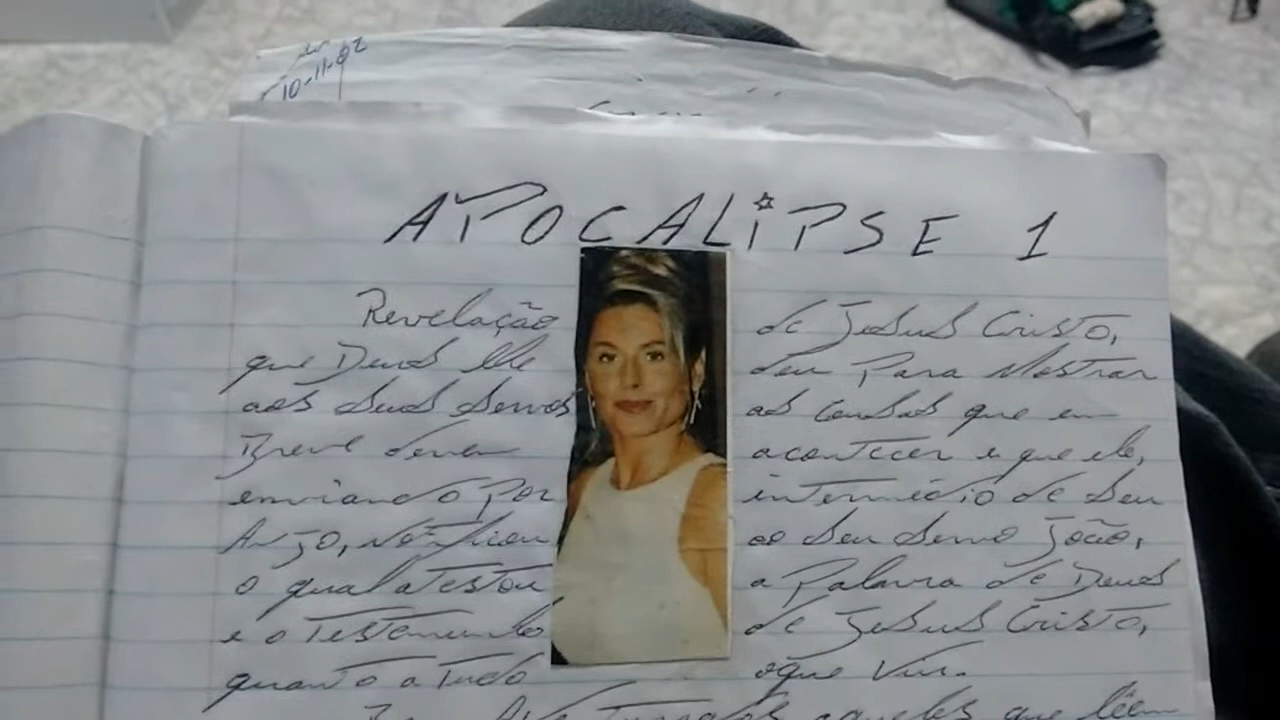 10-11-02
APOCALIPSE 1
Revelação de Jesus Cristo,
que Deus lhe deu Para Mostrar
aos seus servos as cousas que em
Breve devem acontecer e que ele,
enviando Por intermédio de seu
Anjo, notificou ao seu servo João,
o qual atestou a Palavra de Deus
e o Testemunho de Jesus Cristo,
quanto a Tudo oque viu.
aqueles que lêem